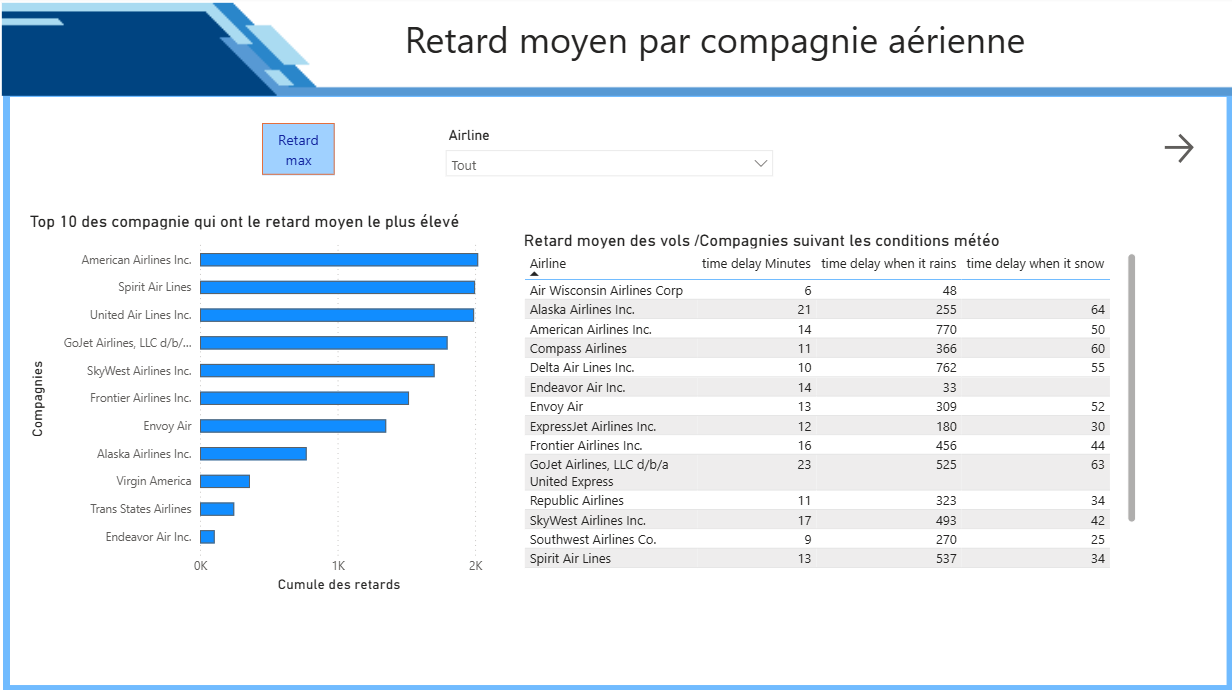 Retard moyen par compagnie aérienne
Retard
max
Airline
Tout
Top 10 des compagnie qui ont le retard moyen le plus élevé
American Airlines Inc.
Spirit Air Lines
United Air Lines Inc.
GoJet Airlines, LLC d/b/...
SkyWest Airlines Inc.
Frontier Airlines Inc.
Envoy Air
Alaska Airlines Inc.
Virgin America
Trans States Airlines
Endeavor Air Inc.
Compagnies
0K 1K 2K
Cumule des retards
Retard moyen des vols /Compagnies suivant les conditions météo
Airline time delay Minutes time delay when it rains time delay when it snow
Air Wisconsin Airlines Corp 6 48
Alaska Airlines Inc. 21 255 64
American Airlines Inc. 14 770 50
Compass Airlines 11 366 60
Delta Air Lines Inc. 10 762 55
Endeavor Air Inc. 14 33
Envoy Air 13 309 52
ExpressJet Airlines Inc. 12 180 30
Frontier Airlines Inc. 16 456 44
GoJet Airlines, LLC d/b/a 23 525 63
United Express
Republic Airlines 11 323 34
SkyWest Airlines Inc. 17 493 42
Southwest Airlines Co. 9 270 25
Spirit Air Lines 13 537 34